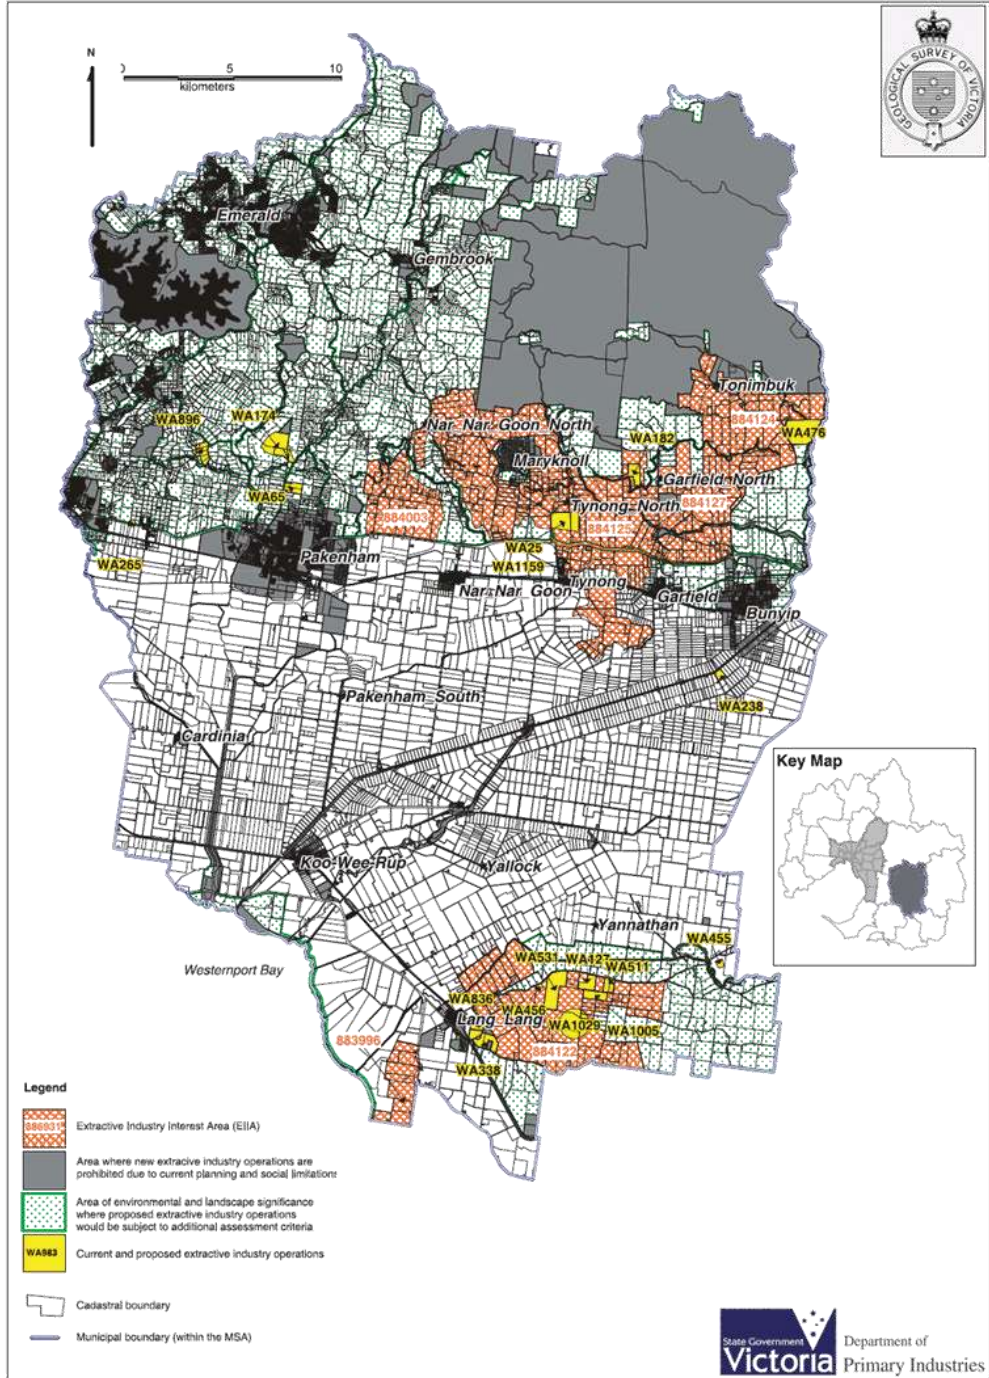 N
0
5
10
kilometers
GEOLOGICAL SURVEY OF VICTORIA
Emerald
Gembrook
Tonimbuk
884124
WA476
WA896
WA174
Nar Nar Goon North
WA182
Maryknoll
Garfield North
WA65
Tynong North
884127
884003
884125
WA25
Pakenham
WA265
WA1159
Tynong
Nar Nar Goon
Garfield
Bunyip
Pakenham South
WA238
Cardinia
Key Map
Koo-Wee-Rup
Yallock
Yannathan
WA455
Westernport Bay
WA531
WA127
WA511
WA836
WA456
Lang Lang
WA1029
WA1005
883996
884122
WA338
Legend
886931
Extractive Industry Interest Area (EIIA)
Area where new extracive industry operations are
prohibited due to current planning and social limitations
Area of environmental and landscape significance
where proposed extractive industry operations
would be subject to additional assessment criteria
WA983
Current and proposed extractive industry operations
Cadastral boundary
Municipal boundary (within the MSA)
State Government
Victoria
Department of
Primary Industries